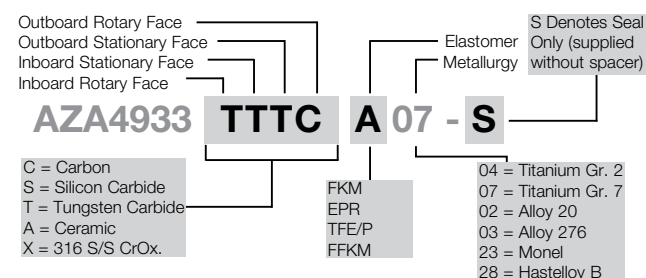 Outboard Rotary Face
Outboard Stationary Face
Inboard Stationary Face
Inboard Rotary Face
Elastomer
Metallurgy
S Denotes Seal
Only (supplied
without spacer)
AZA4933 TTTC A 07 - S
C = Carbon
S = Silicon Carbide
T = Tungsten Carbide
A = Ceramic
X = 316 S/S CrOx.
FKM
EPR
TFE/P
FFKM
04 = Titanium Gr. 2
07 = Titanium Gr. 7
02 = Alloy 20
03 = Alloy 276
23 = Monel
28 = Hastelloy B